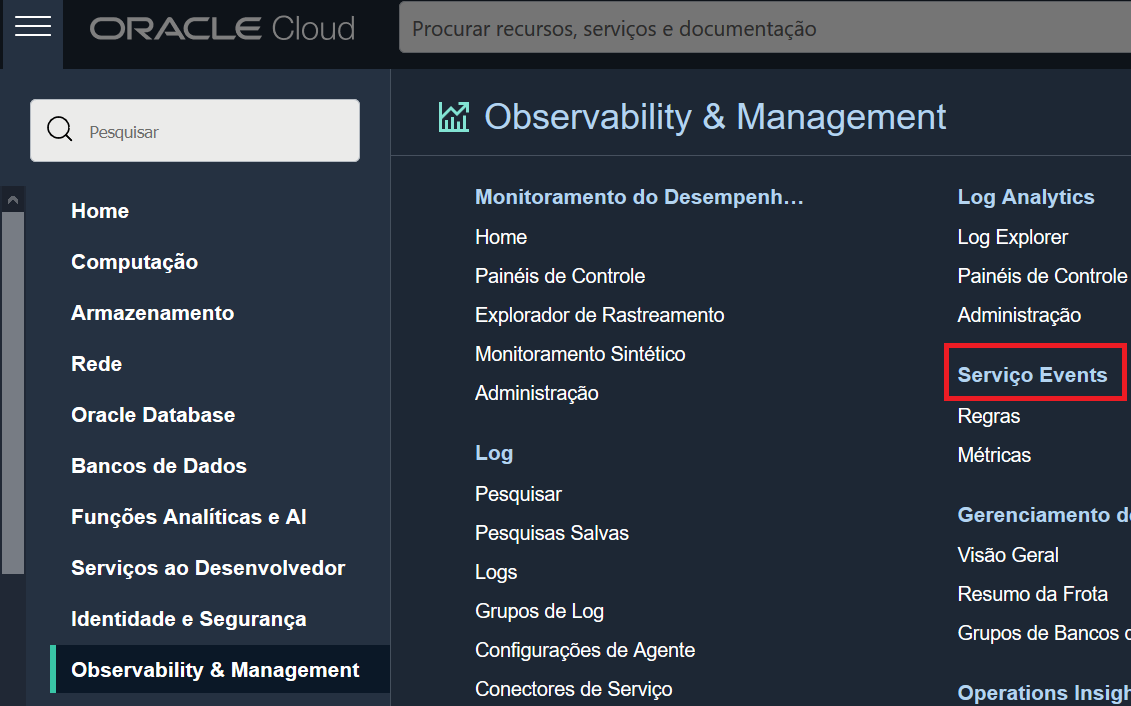 ORACLE Cloud
Procurar recursos, serviços e documentação
Pesquisar
Home
Computação
Armazenamento
Rede
Oracle Database
Bancos de Dados
Funções Analíticas e AI
Serviços ao Desenvolvedor
Identidade e Segurança
Observability & Management
Observability & Management
Monitoramento do Desempenh...
Home
Painéis de Controle
Explorador de Rastreamento
Monitoramento Sintético
Administração
Log
Pesquisar
Pesquisas Salvas
Logs
Grupos de Log
Configurações de Agente
Conectores de Serviço
Log Analytics
Log Explorer
Painéis de Controle
Administração
Serviço Events
Regras
Métricas
Gerenciamento
Visão Geral
Resumo da Frota
Grupos de Bancos
Operations